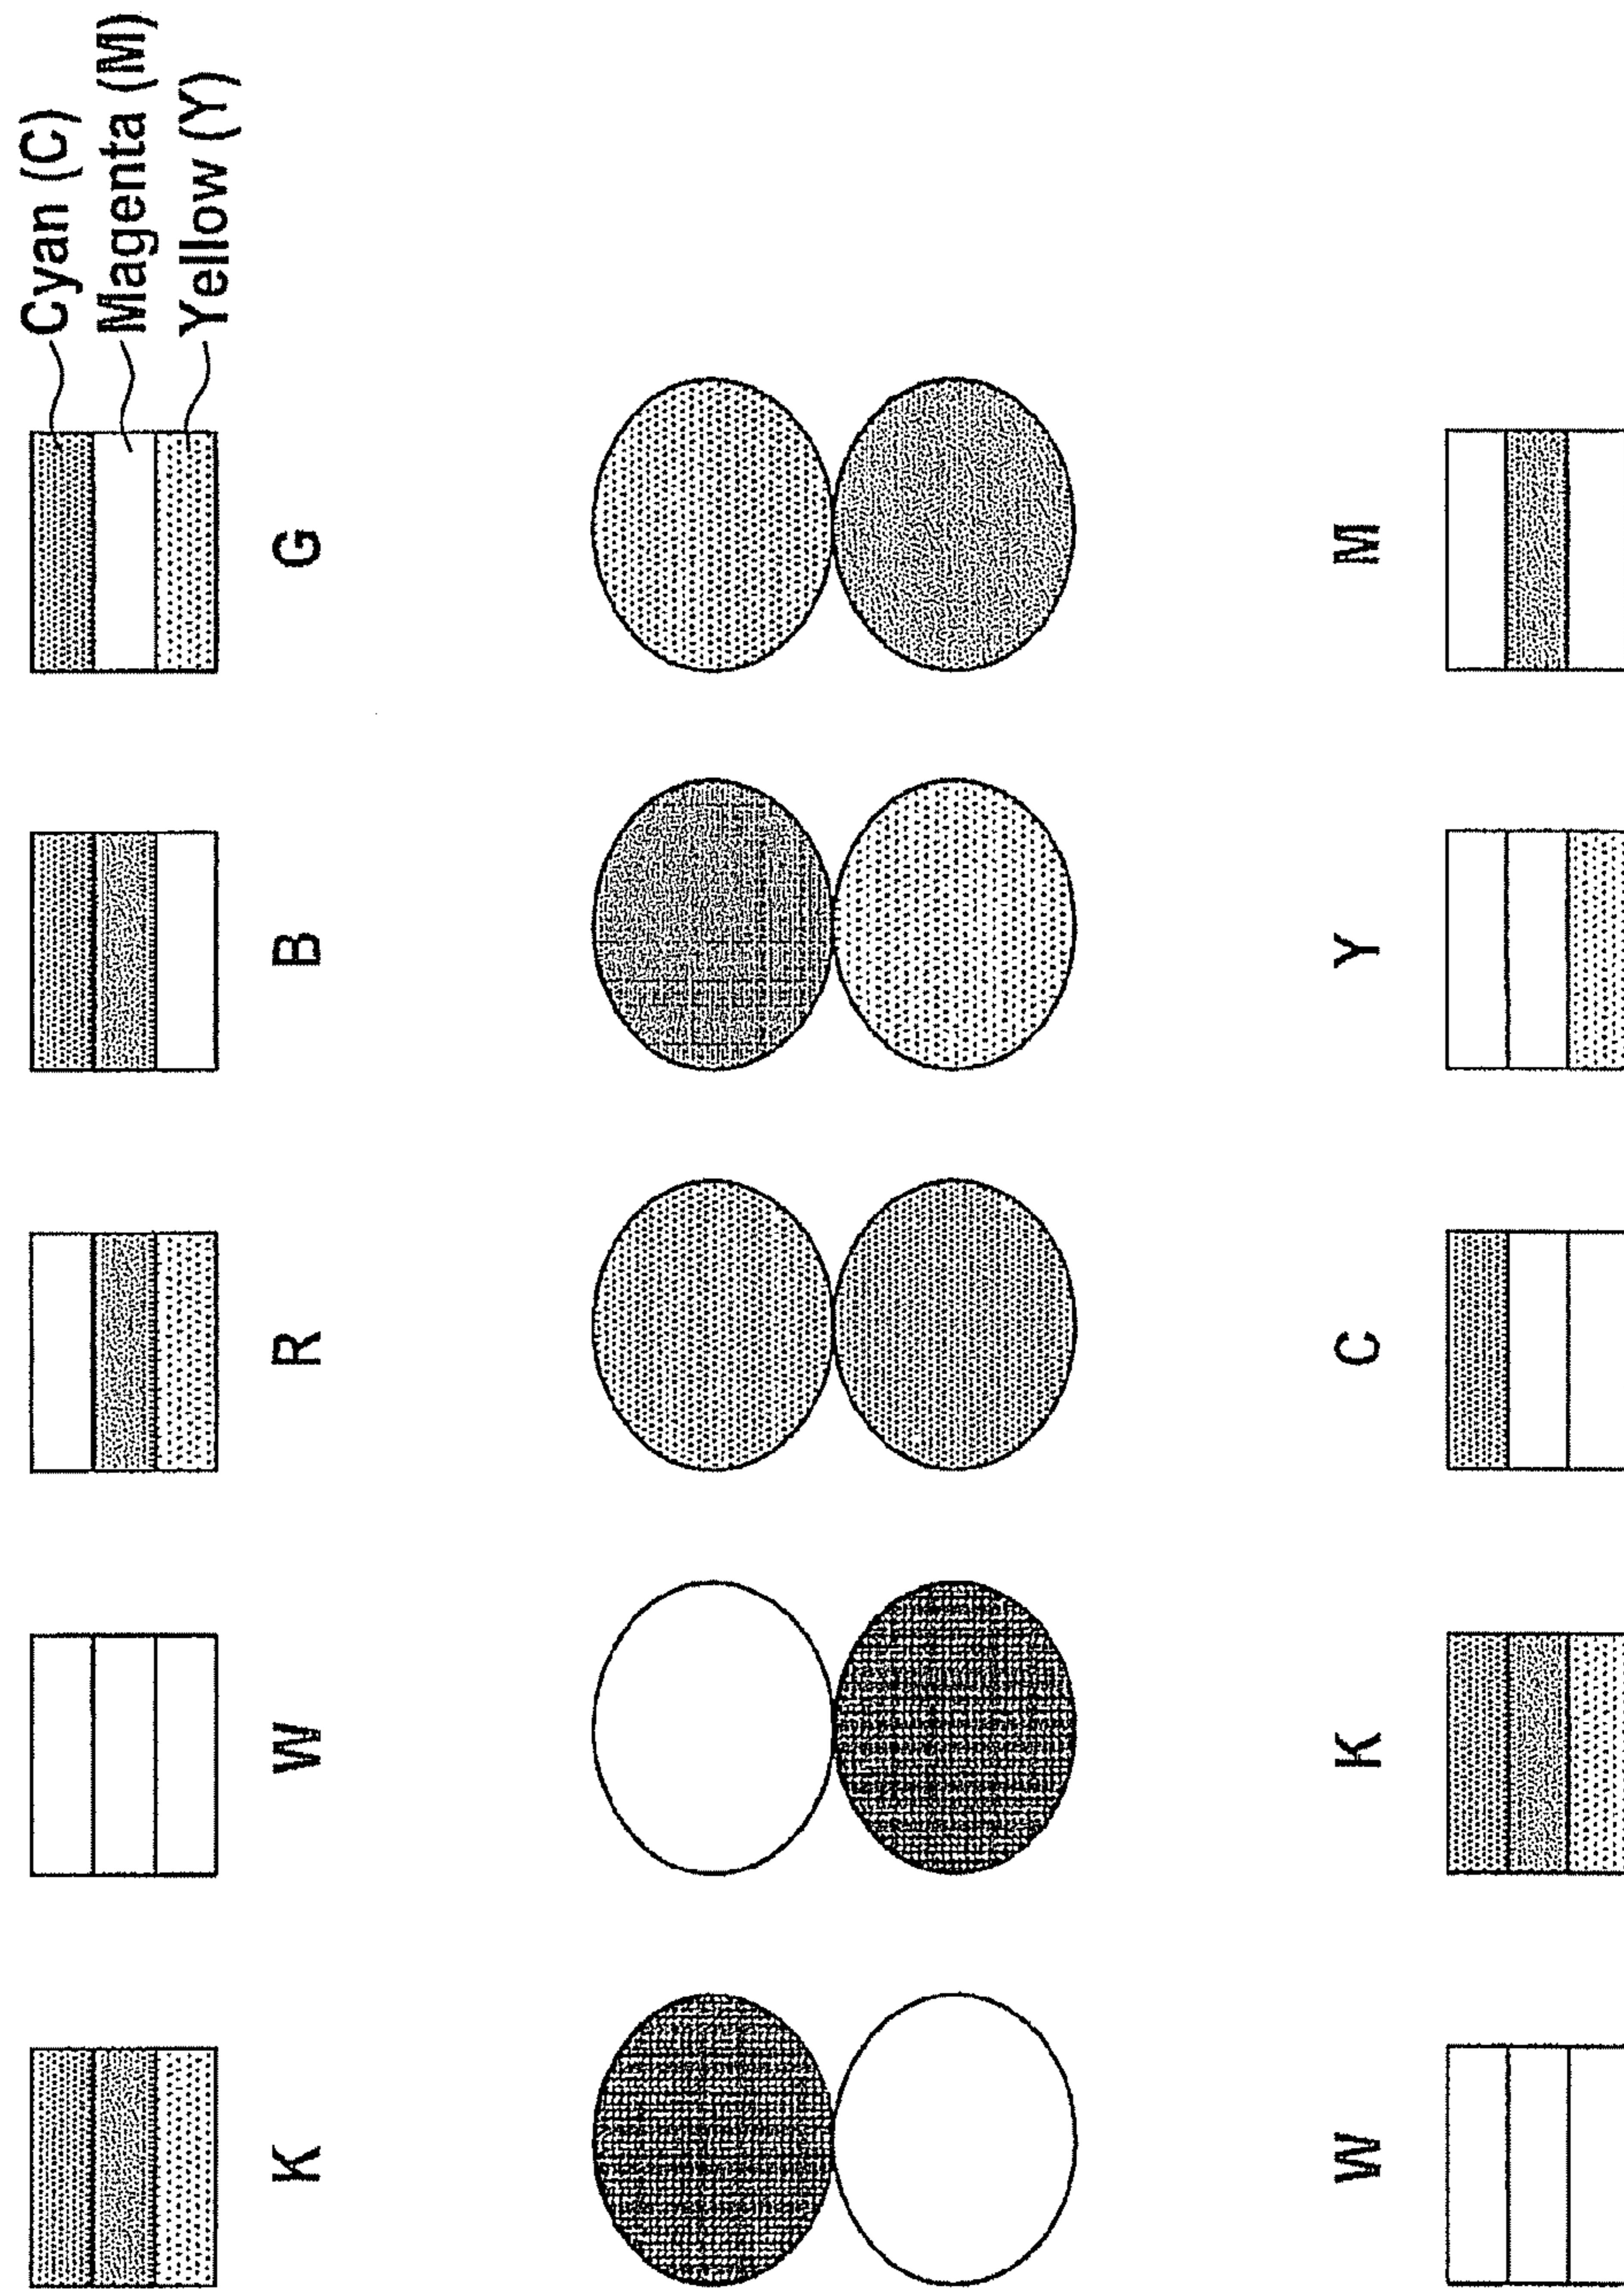 Cyan (C)
Magenta (M)
Yellow (Y)
K W R B G
W K C Y M